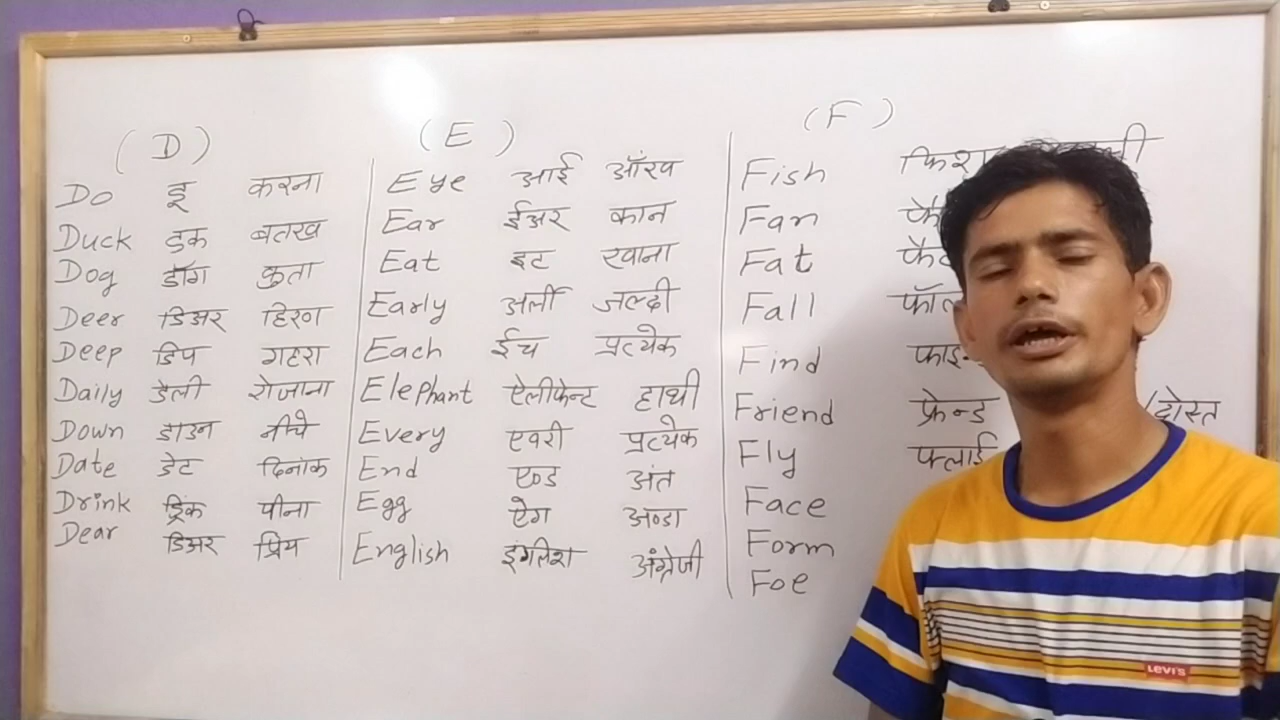 ( D )
Do डू करना
Duck डक बतख
Dog डॉग कुता
Deer डिअर हिरण
Deep डिप गहरा
Daily डेली रोजाना
Down डाउन नीचे
Date डेट दिनांक
Drink ड्रिंक पीना
Dear डिअर प्रिय
( E )
Eye आई आँख
Ear ईअर कान
Eat इट खाना
Early अर्ली जल्दी
Each ईच प्रत्येक
Elephant ऐलीफेन्ट हाथी
Every एवरी प्रत्येक
End एण्ड अंत
Egg ऐग अण्डा
English इंगलिश अंग्रेजी
( F )
Fish
Fan
Fat
Fall
Find
Friend फ्रेन्ड /दोस्त
Fly फ्लाई
Face
Form
Foe
LEVI'S